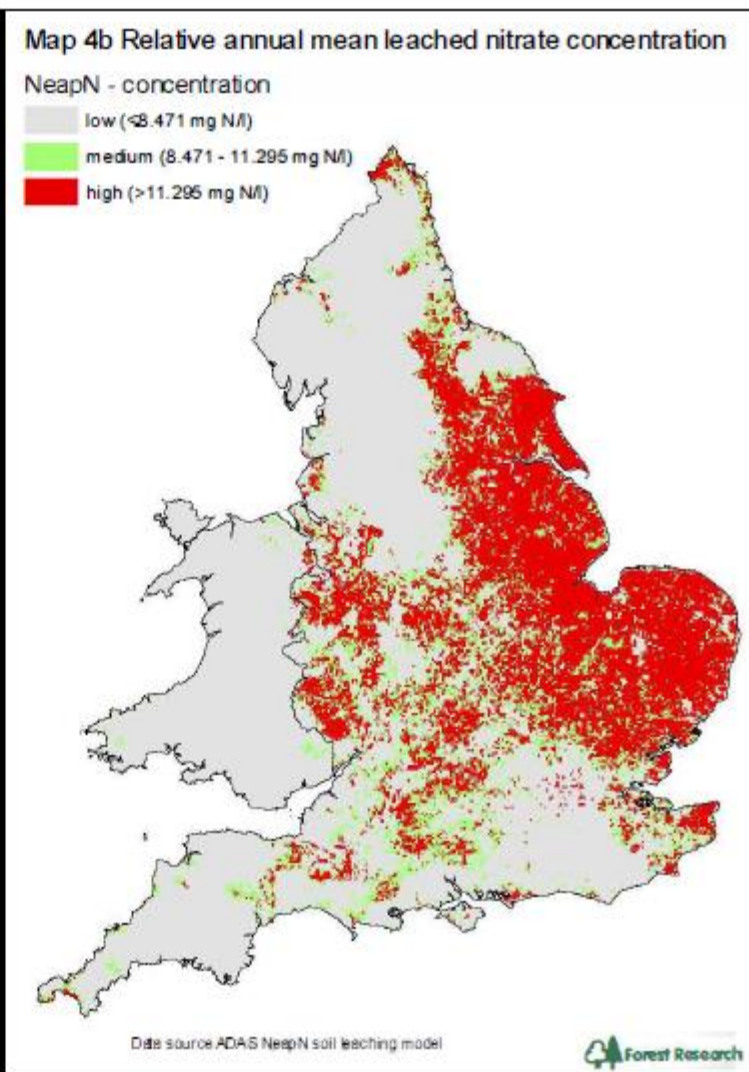 Map 4b Relative annual mean leached nitrate concentration
NeapN - concentration
low (≤8.471 mg N/l)
medium (8.471 - 11.295 mg N/l)
high (>11.295 mg N/l)
Data source ADAS NeapN soil leaching model
Forest Research